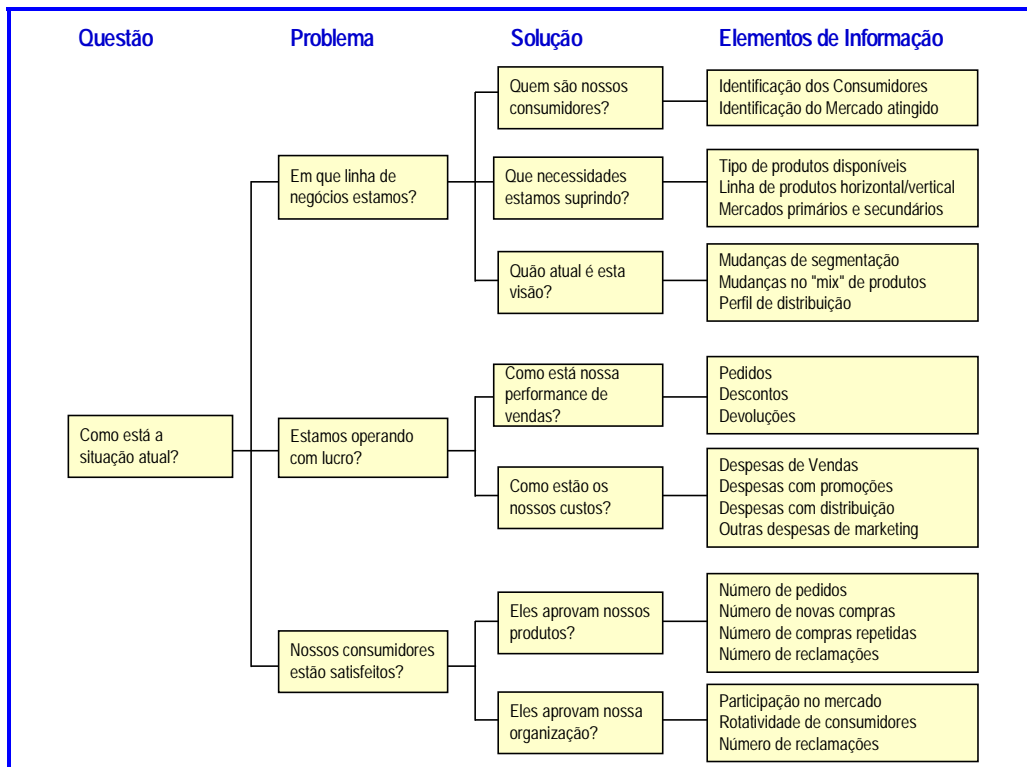 Questão
Problema
Solução
Elementos de Informação
Quem são nossos
consumidores?
Identificação dos Consumidores
Identificação do Mercado atingido
Em que linha de
negócios estamos?
Que necessidades
estamos suprindo?
Tipo de produtos disponíveis
Linha de produtos horizontal/vertical
Mercados primários e secundários
Quão atual é esta
visão?
Mudanças de segmentação
Mudanças no "mix" de produtos
Perfil de distribuição
Como está a
situação atual?
Estamos operando
com lucro?
Como está nossa
performance de
vendas?
Pedidos
Descontos
Devoluções
Como estão os
nossos custos?
Despesas de Vendas
Despesas com promoções
Despesas com distribuição
Outras despesas de marketing
Nossos consumidores
estão satisfeitos?
Eles aprovam nossos
produtos?
Número de pedidos
Número de novas compras
Número de compras repetidas
Número de reclamações
Eles aprovam nossa
organização?
Participação no mercado
Rotatividade de consumidores
Número de reclamações